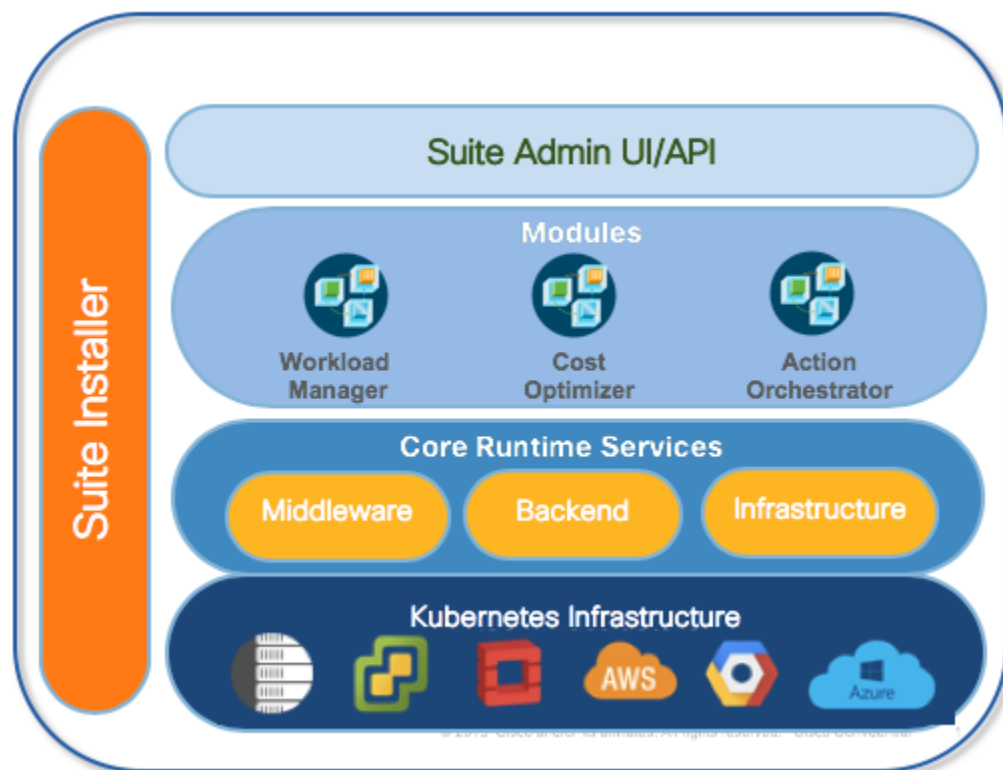 Suite Installer
Suite Admin UI/API
Modules
Workload
Manager
Cost
Optimizer
Action
Orchestrator
Core Runtime Services
Middleware
Backend
Infrastructure
Kubernetes Infrastructure
AWS
Azure